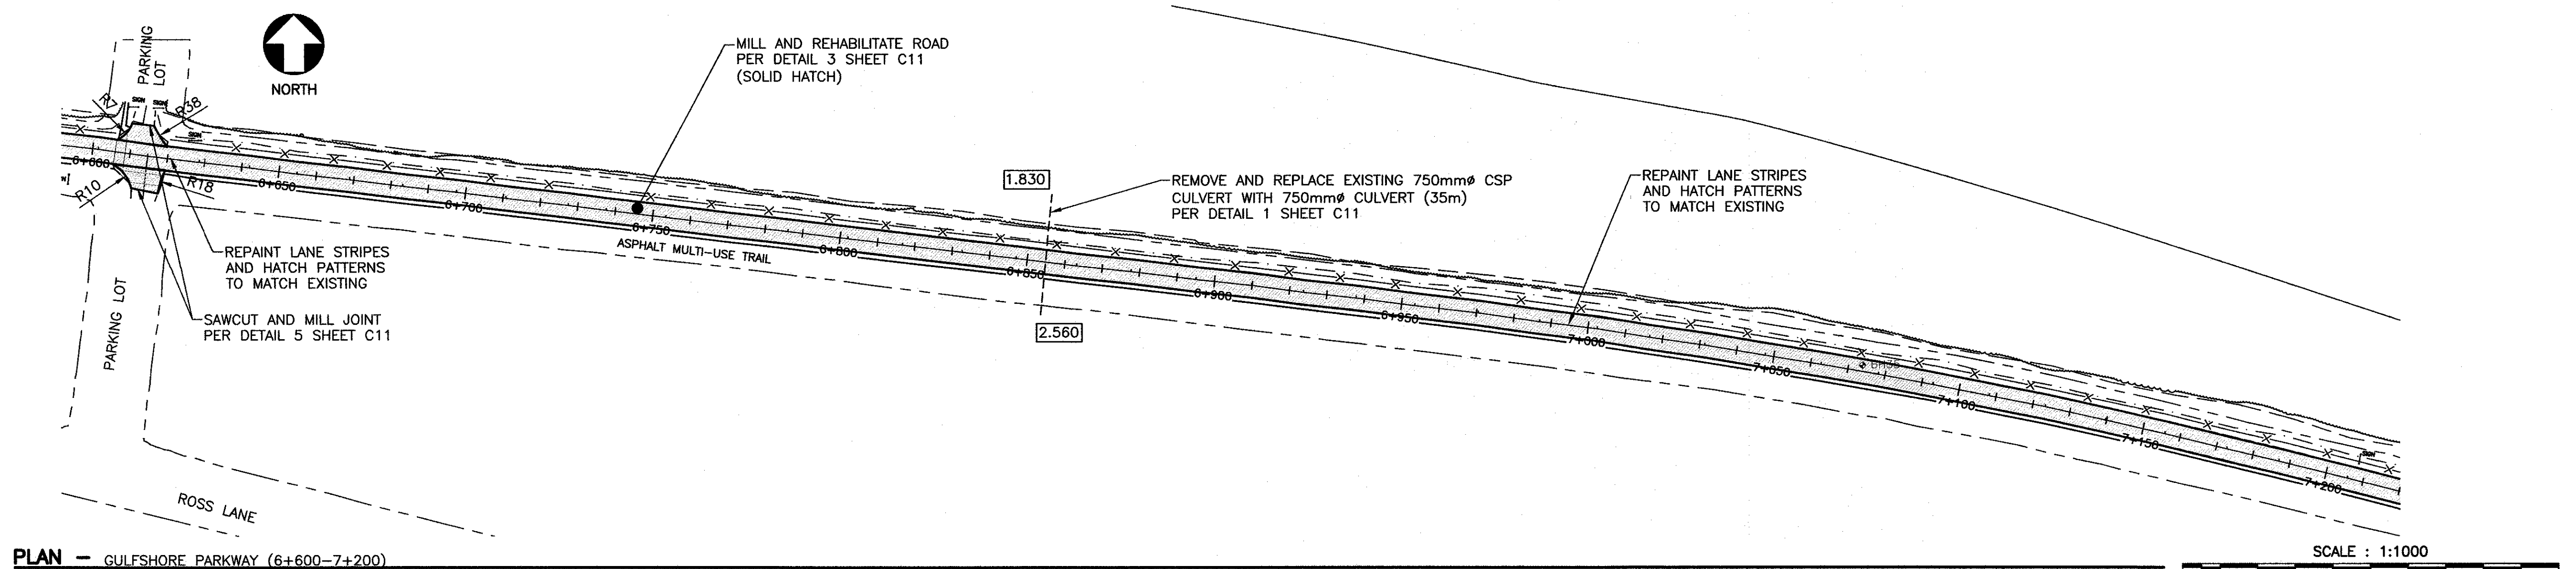 PARKING
LOT
NORTH
MILL AND REHABILITATE ROAD
PER DETAIL 3 SHEET C11
(SOLID HATCH)
R7
SIGN
SIGN
R38
SIGN
6+600
R10
R18
6+650
6+700
6+750
ASPHALT MULTI-USE TRAIL
6+800
6+850
1.830
2.560
REMOVE AND REPLACE EXISTING 750mmø CSP
CULVERT WITH 750mmø CULVERT (35m)
PER DETAIL 1 SHEET C11
6+900
6+950
REPAINT LANE STRIPES
AND HATCH PATTERNS
TO MATCH EXISTING
7+000
7+050
BH35
7+100
7+150
SIGN
7+200
REPAINT LANE STRIPES
AND HATCH PATTERNS
TO MATCH EXISTING
SAWCUT AND MILL JOINT
PER DETAIL 5 SHEET C11
PARKING LOT
ROSS LANE
PLAN - GULFSHORE PARKWAY (6+600-7+200)
SCALE : 1:1000